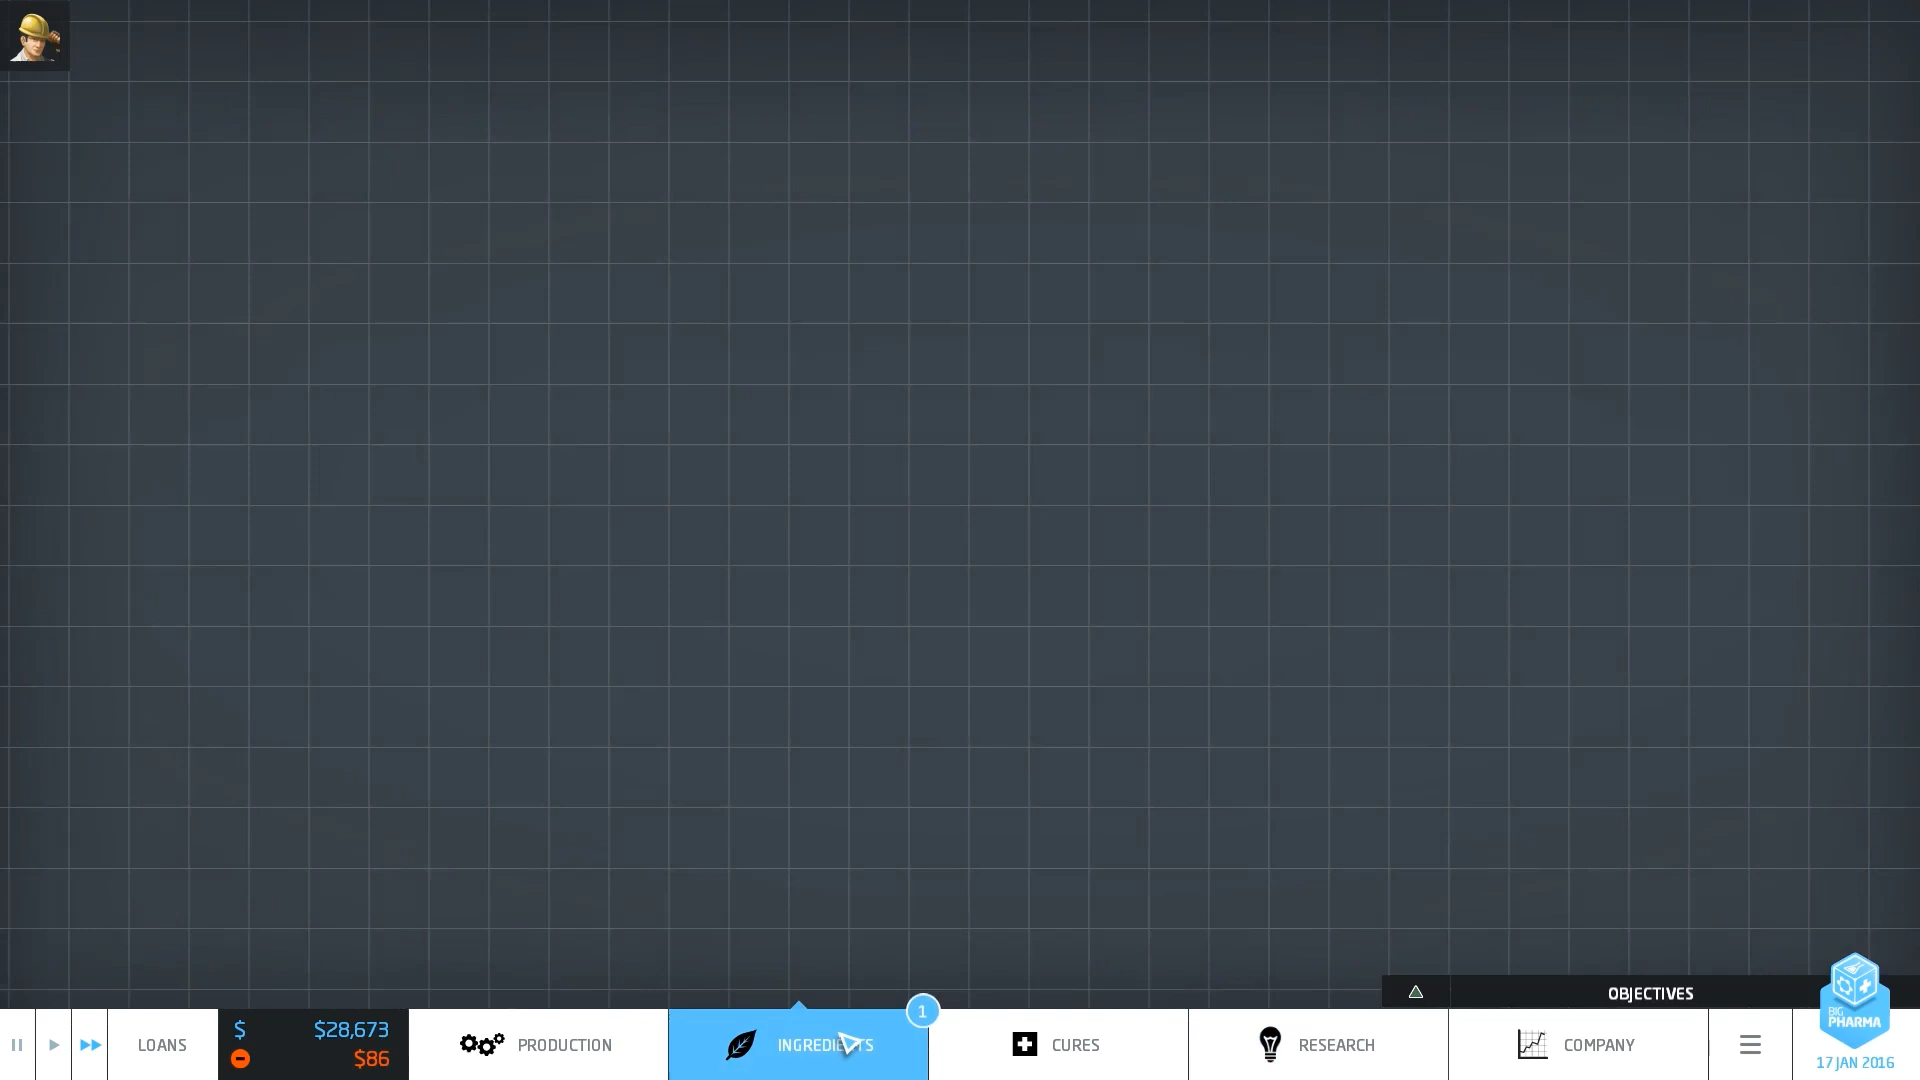 OBJECTIVES
1
LOANS
$ $28,673
$86
PRODUCTION
INGREDIENTS
CURES
RESEARCH
COMPANY
BIG
PHARMA
17 JAN 2016